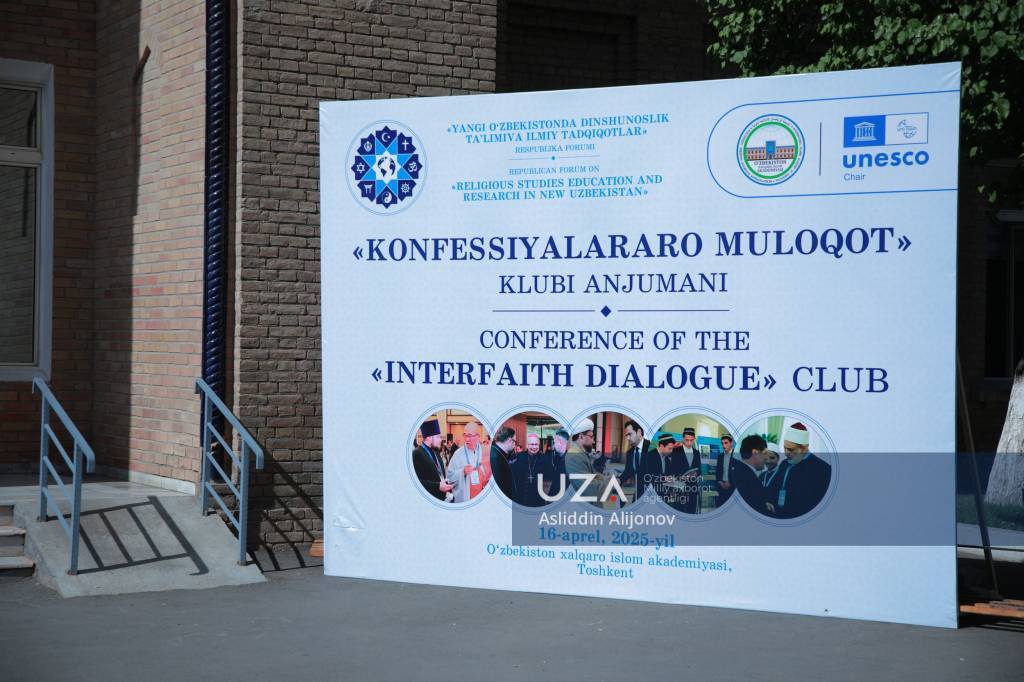 «YANGI O‘ZBEKISTONDA DINSHUNOSLIK
TA’LIMIVA ILMIY TADQIQOTLAR»
RESPUBLIKA FORUMI
REPUBLICAN FORUM ON
«RELIGIOUS STUDIES EDUCATION AND
RESEARCH IN NEW UZBEKISTAN»
unesco
Chair
«KONFESSIYALARARO MULOQOT»
KLUBI ANJUMANI
CONFERENCE OF THE
«INTERFAITH DIALOGUE» CLUB
UZA
O‘zbekiston
Milliy axborot
agentligi
Asliddin Alijonov
16-aprel, 2025-yil
O‘zbekiston xalqaro islom akademiyasi,
Toshkent